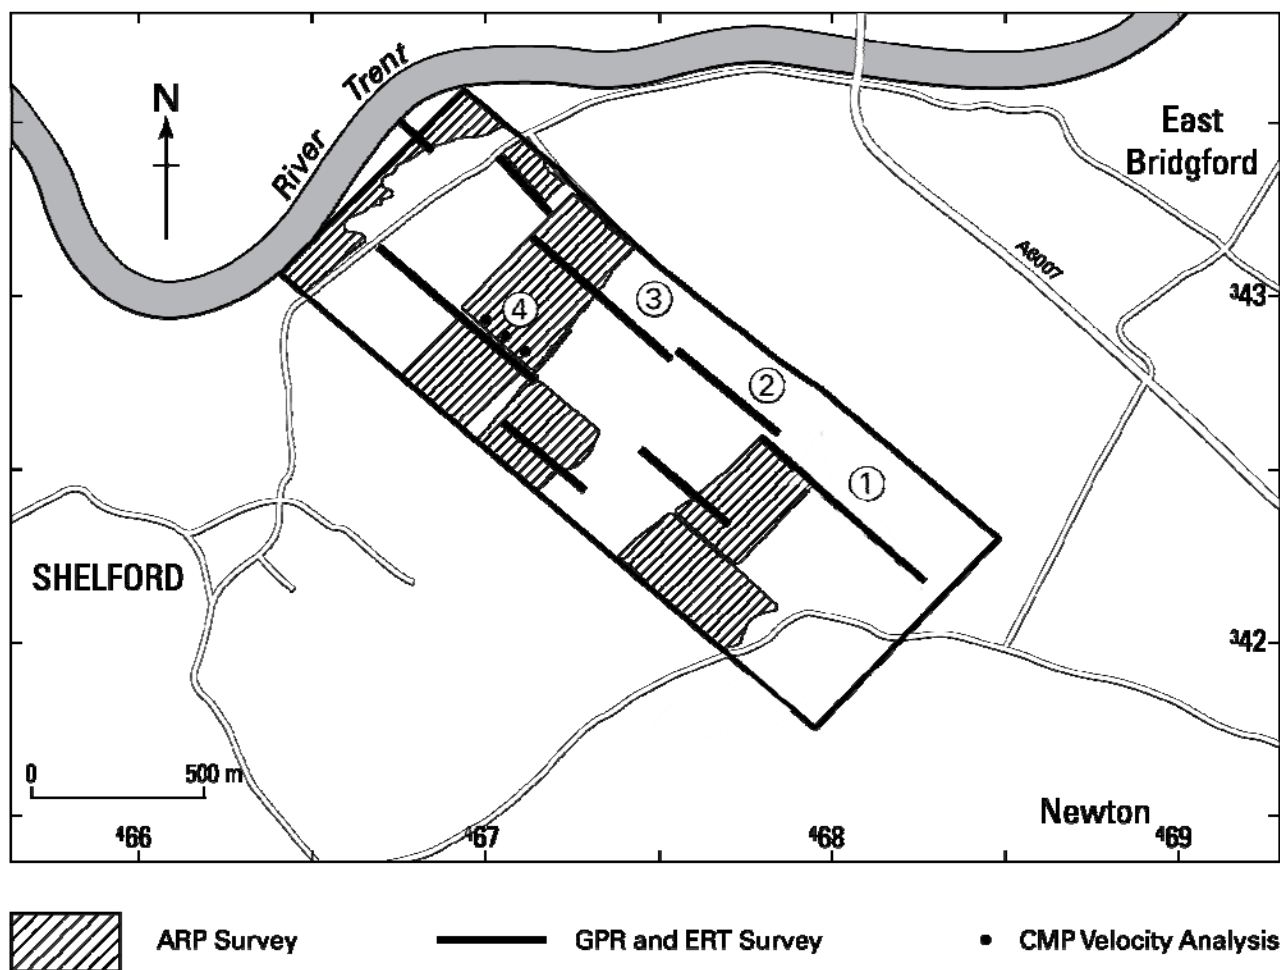 N
River Trent
East
Bridgford
A6007
³43
3
4
2
1
SHELFORD
³42
0 500 m
Newton
⁴66 ⁴67 ⁴68 ⁴69
ARP Survey GPR and ERT Survey CMP Velocity Analysis